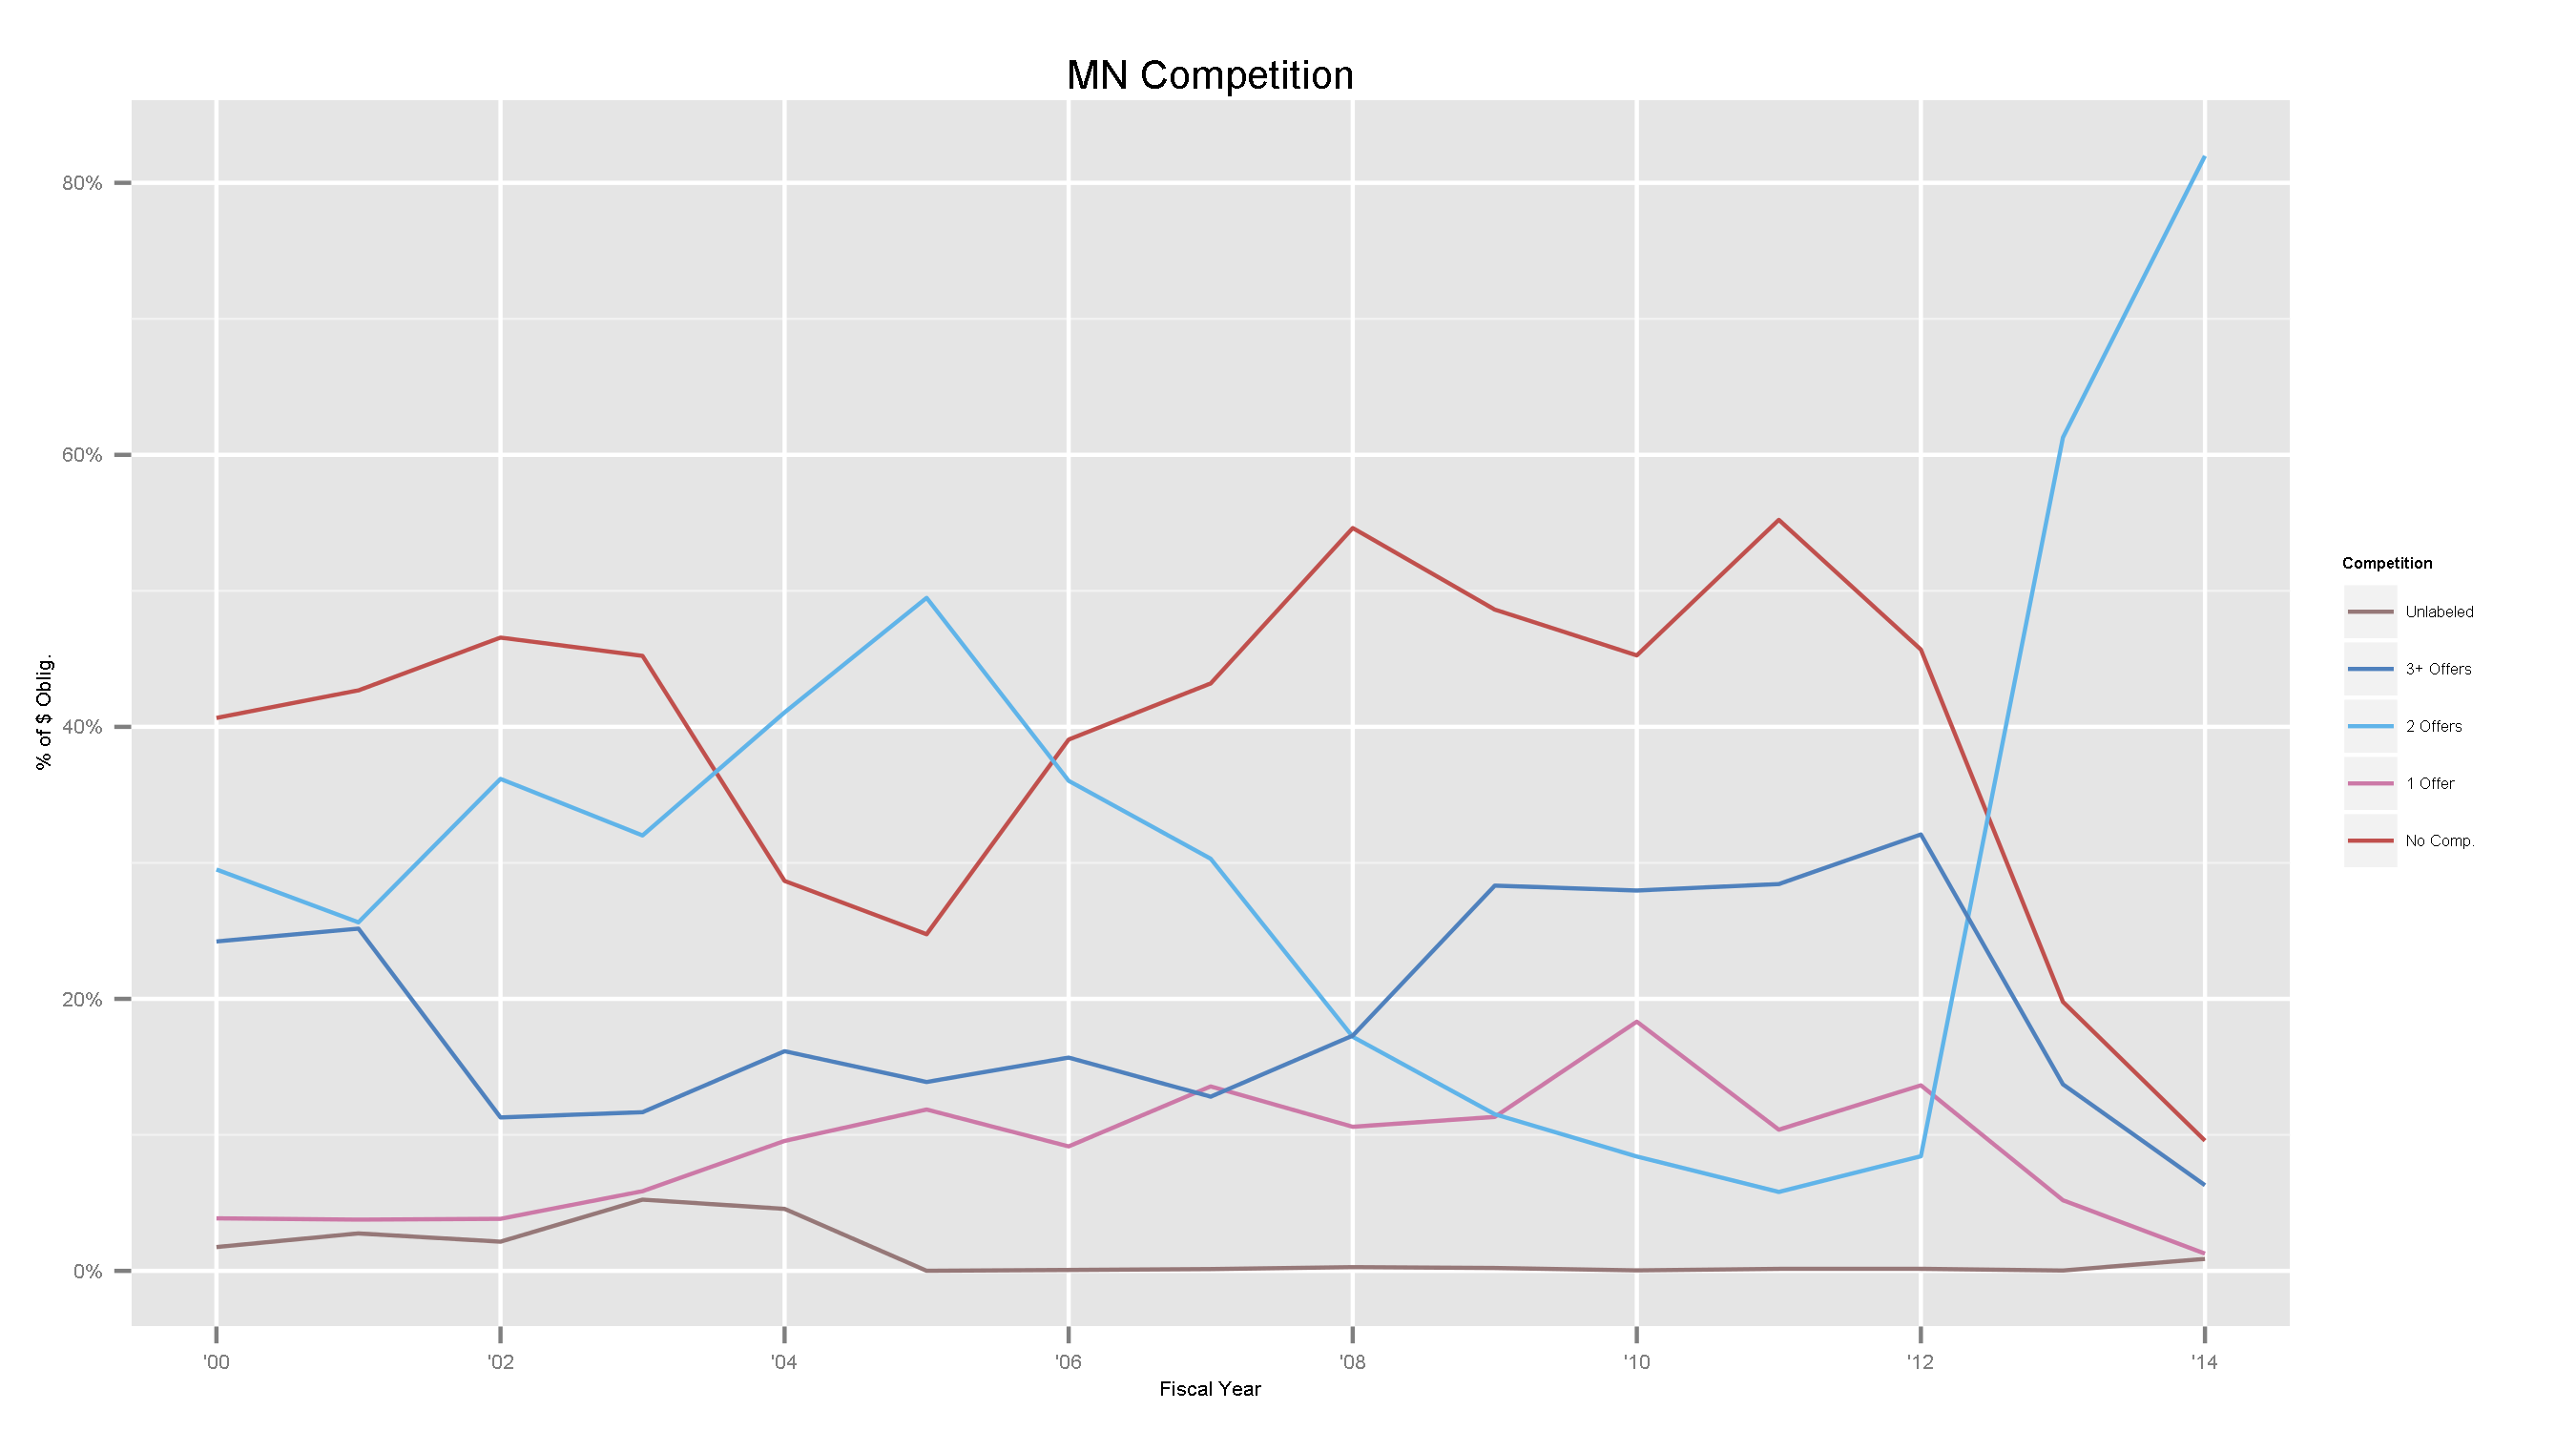 MN Competition
80%
60%
40%
20%
0%
% of $ Oblig.
'00 '02 '04 '06 '08 '10 '12 '14
Fiscal Year
Competition
Unlabeled
3+ Offers
2 Offers
1 Offer
No Comp.